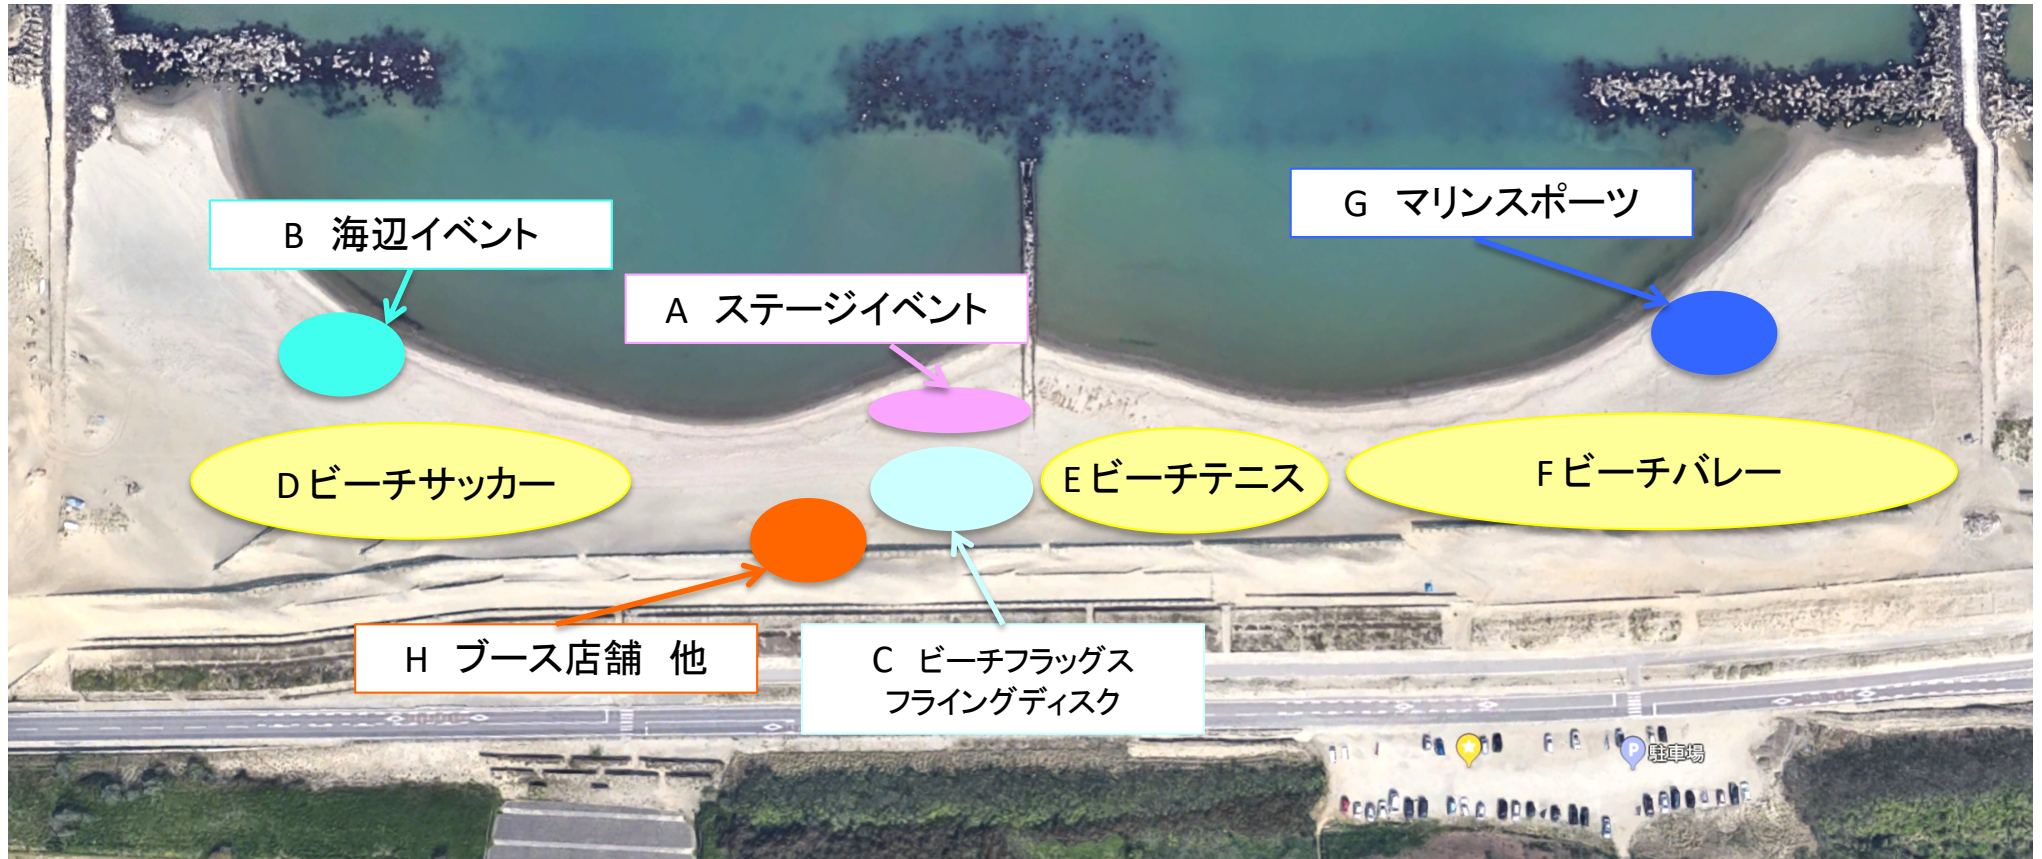 B　海辺イベント
G　マリンスポーツ
A　ステージイベント
D ビーチサッカー
E ビーチテニス
F ビーチバレー
H　ブース店舗　他
C　ビーチフラッグス
フライングディスク
P 駐車場